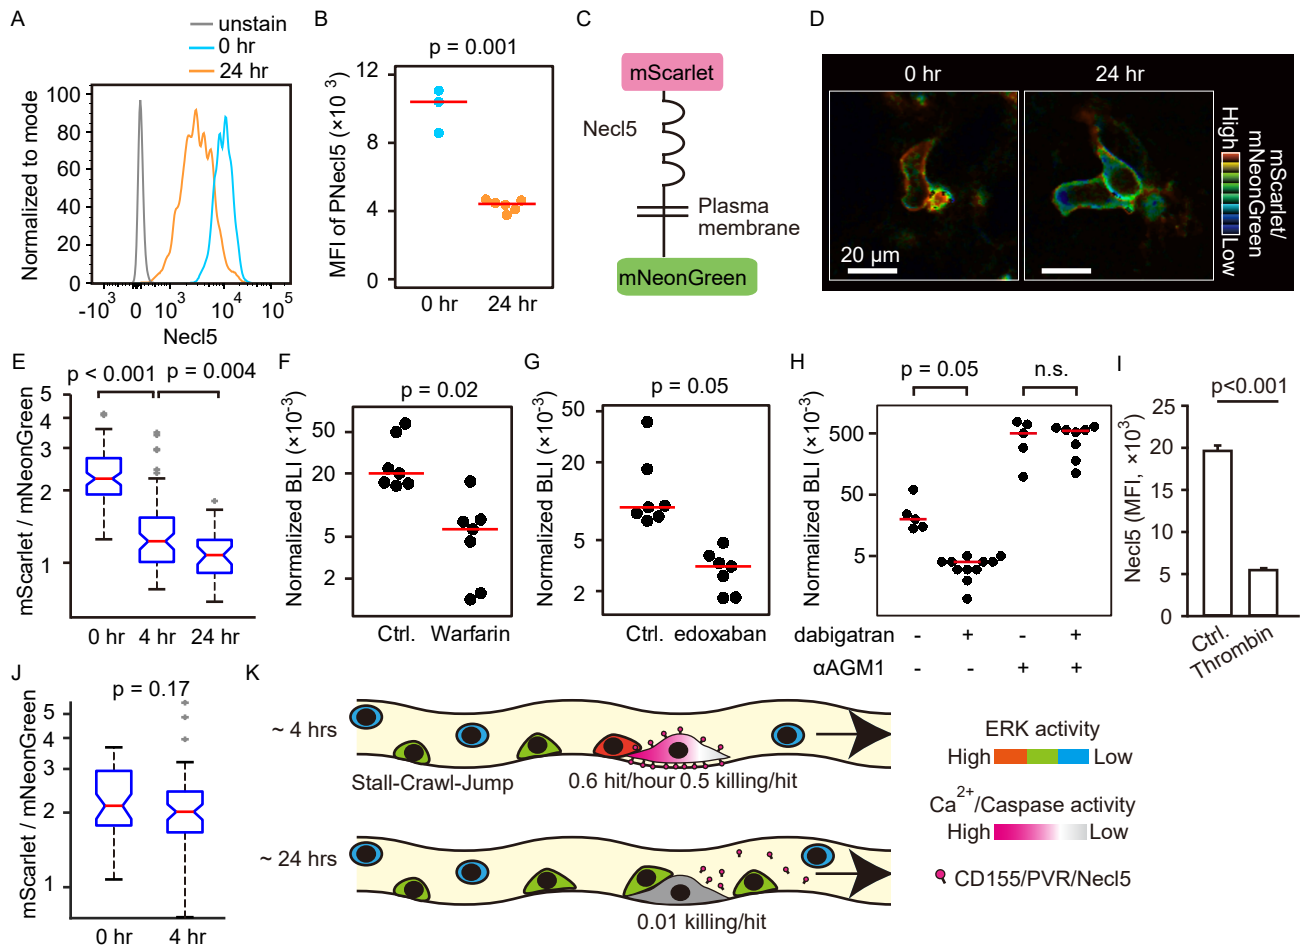 A
unstain
0 hr
24 hr
Normalized to mode
100
80
60
40
20
0
-10³ 0 10³ 10⁴ 10⁵
Necl5
B
p = 0.001
MFI of PNecl5 (×10 ³)
12
8
4
0
0 hr 24 hr
C
mScarlet
Necl5
Plasma
membrane
mNeonGreen
D
0 hr 24 hr
20 µm
High Low
mScarlet/
mNeonGreen
E
p < 0.001 p = 0.004
mScarlet / mNeonGreen
5
4
3
2
1
0 hr 4 hr 24 hr
F
p = 0.02
Normalized BLI (×10⁻³)
50
20
5
2
Ctrl. Warfarin
G
p = 0.05
Normalized BLI (×10⁻³)
50
20
5
2
Ctrl. edoxaban
H
p = 0.05 n.s.
Normalized BLI (×10⁻³)
500
50
5
dabigatran - + - +
αAGM1 - - + +
I
p<0.001
Necl5 (MFI, ×10³)
25
20
15
10
5
0
Ctrl.
Thrombin
J
p = 0.17
mScarlet / mNeonGreen
5
4
3
2
1
0 hr 4 hr
K
~ 4 hrs
Stall-Crawl-Jump
0.6 hit/hour 0.5 killing/hit
~ 24 hrs
0.01 killing/hit
ERK activity
High Low
Ca²⁺/Caspase activity
High Low
CD155/PVR/Necl5